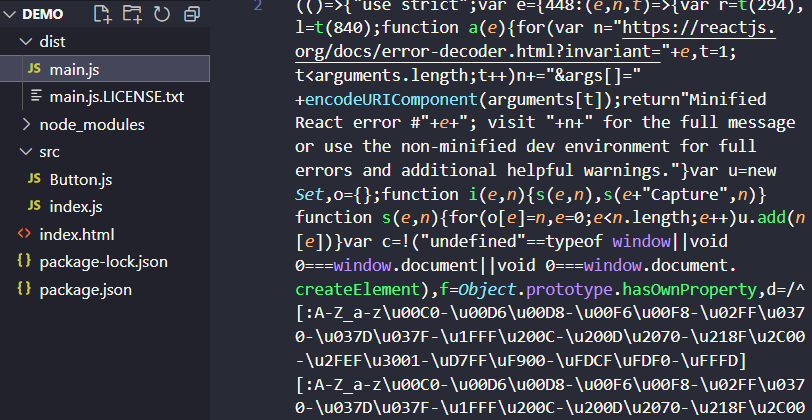 DEMO
dist
JS main.js
main.js.LICENSE.txt
node_modules
src
JS Button.js
JS index.js
<> index.html
{} package-lock.json
{} package.json
2
(()=>{"use strict";var e={448:(e,n,t)=>{var r=t(294),
l=t(840);function a(e){for(var n="https://reactjs.
org/docs/error-decoder.html?invariant="+e,t=1;
t<arguments.length;t++)n+="&args[]="
+encodeURIComponent(arguments[t]);return"Minified
React error #"+e+"; visit "+n+" for the full message
or use the non-minified dev environment for full
errors and additional helpful warnings."}var u=new
Set,o={};function i(e,n){s(e,n),s(e+"Capture",n)}
function s(e,n){for(o[e]=n,e=0;e<n.length;e++)u.add(n
[e])}var c=!("undefined"==typeof window||void
0===window.document||void 0===window.document.
createElement),f=Object.prototype.hasOwnProperty,d=/^
[:A-Z_a-z\u00C0-\u00D6\u00D8-\u00F6\u00F8-\u02FF\u037
0-\u037D\u037F-\u1FFF\u200C-\u200D\u2070-\u218F\u2C00
-\u2FEF\u3001-\uD7FF\uF900-\uFDCF\uFDF0-\uFFFD]
[:A-Z_a-z\u00C0-\u00D6\u00D8-\u00F6\u00F8-\u02FF\u037
0-\u037D\u037F-\u1FFF\u200C-\u200D\u2070-\u218F\u2C00